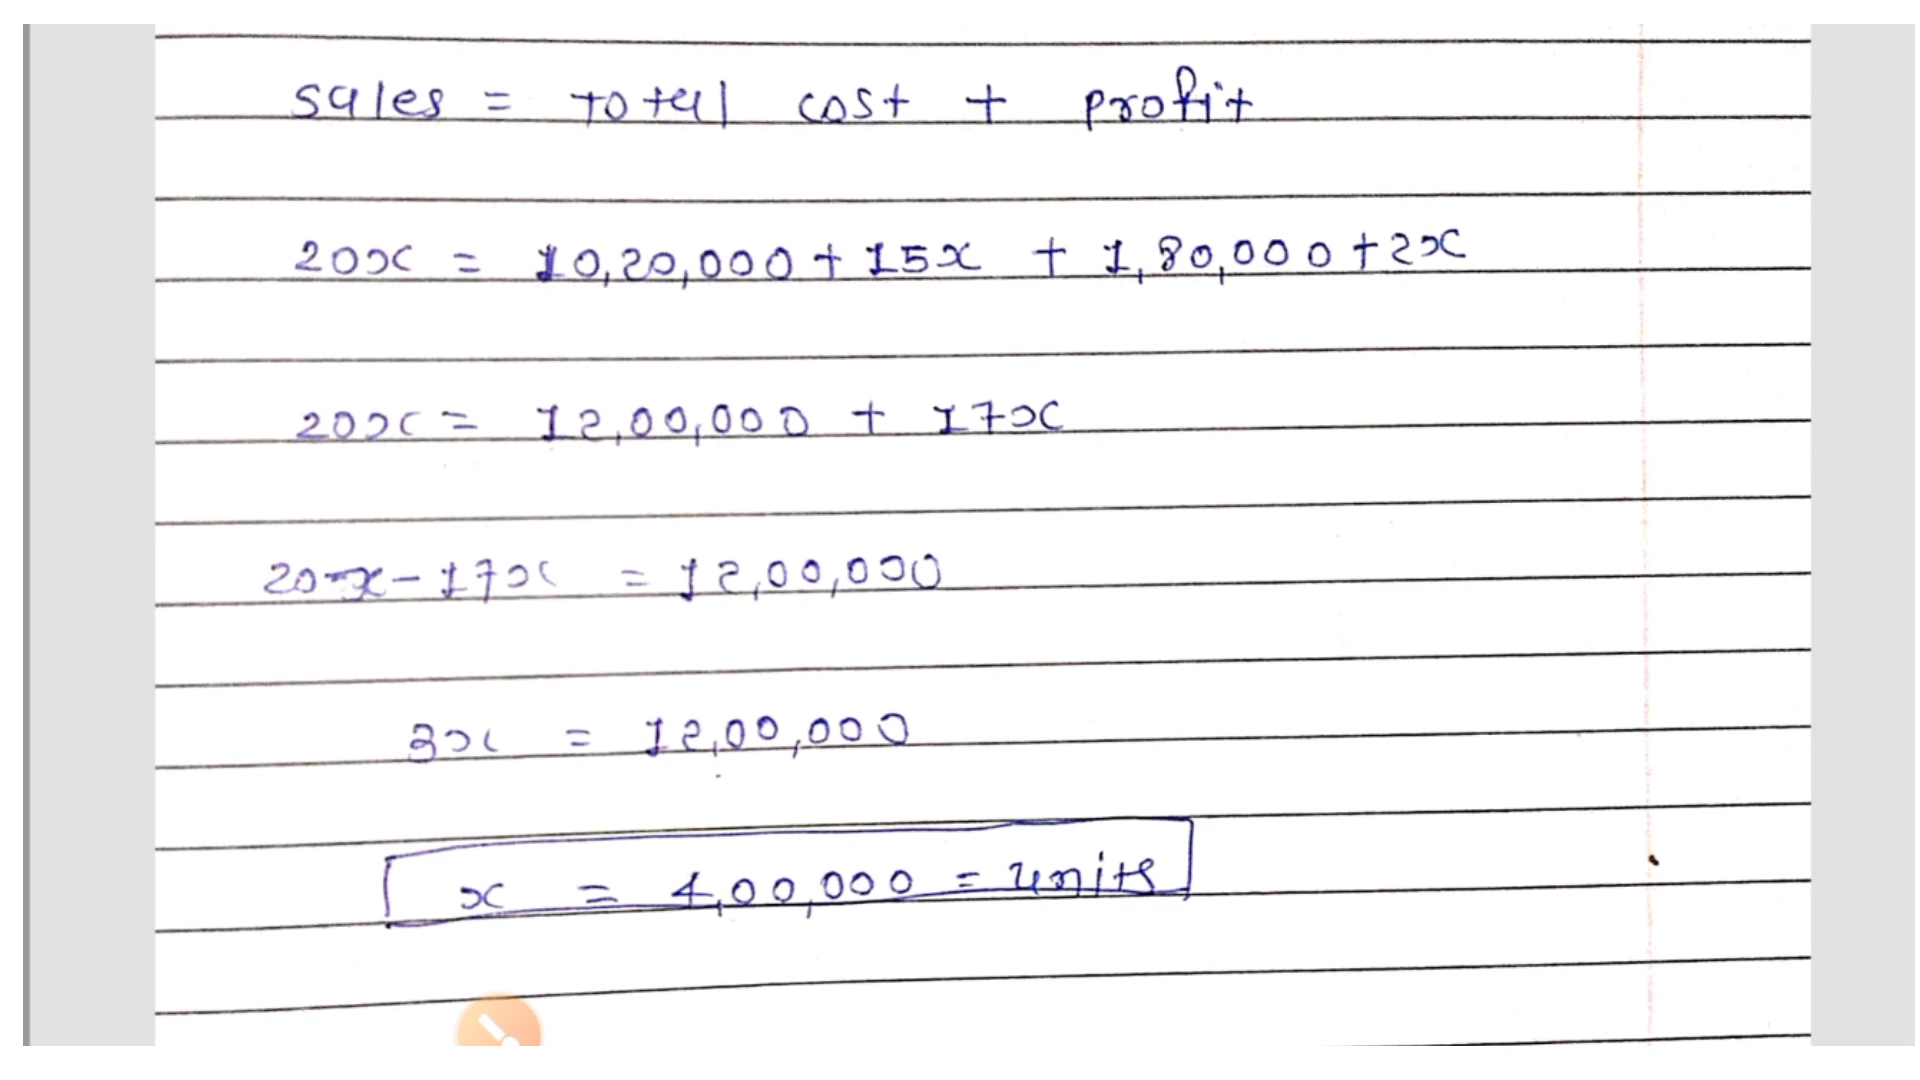 sales = total cost + profit
20x = 10,20,000 + 15x + 1,80,000 + 2x
20x = 12,00,000 + 17x
20x - 17x = 12,00,000
3x = 12,00,000
x = 4,00,000 = units